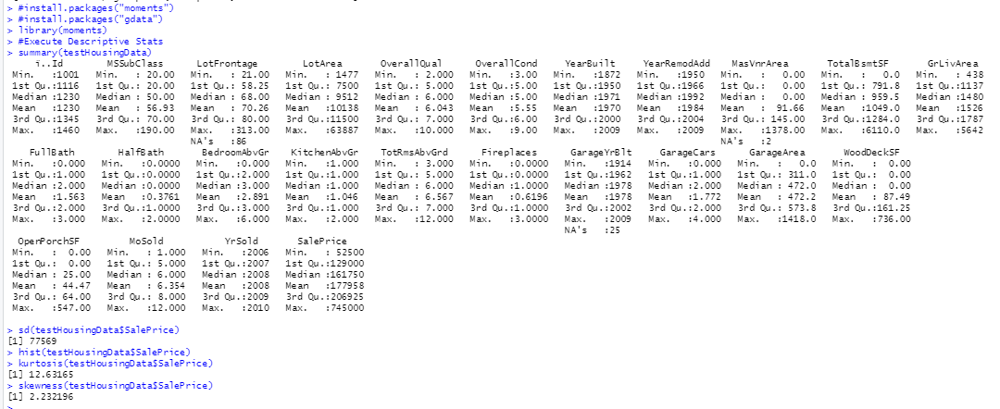 > #install.packages("moments")
> #install.packages("gdata")
> library(moments)
> #Execute Descriptive Stats
> summary(testHousingData)
i..Id MSSubClass LotFrontage LotArea OverallQual OverallCond YearBuilt YearRemodAdd MasVnrArea TotalBsmtSF GrLivArea
Min. :1001 Min. : 20.00 Min. : 21.00 Min. : 1477 Min. : 2.000 Min. :3.00 Min. :1872 Min. :1950 Min. : 0.00 Min. : 0.0 Min. : 438
1st Qu.:1116 1st Qu.: 20.00 1st Qu.: 58.25 1st Qu.: 7500 1st Qu.: 5.000 1st Qu.:5.00 1st Qu.:1950 1st Qu.:1966 1st Qu.: 0.00 1st Qu.: 791.8 1st Qu.:1137
Median :1230 Median : 50.00 Median : 68.00 Median : 9512 Median : 6.000 Median :5.00 Median :1971 Median :1992 Median : 0.00 Median : 959.5 Median :1480
Mean :1230 Mean : 56.93 Mean : 70.26 Mean :10138 Mean : 6.043 Mean :5.55 Mean :1970 Mean :1984 Mean : 91.66 Mean :1049.0 Mean :1526
3rd Qu.:1345 3rd Qu.: 70.00 3rd Qu.: 80.00 3rd Qu.:11500 3rd Qu.: 7.000 3rd Qu.:6.00 3rd Qu.:2000 3rd Qu.:2004 3rd Qu.: 145.00 3rd Qu.:1284.0 3rd Qu.:1787
Max. :1460 Max. :190.00 Max. :313.00 Max. :63887 Max. :10.000 Max. :9.00 Max. :2009 Max. :2009 Max. :1378.00 Max. :6110.0 Max. :5642
NA's :86 NA's :2
FullBath HalfBath BedroomAbvGr KitchenAbvGr TotRmsAbvGrd Fireplaces GarageYrBlt GarageCars GarageArea WoodDeckSF
Min. :0.000 Min. :0.0000 Min. :0.000 Min. :1.000 Min. : 3.000 Min. :0.0000 Min. :1914 Min. :0.000 Min. : 0.0 Min. : 0.00
1st Qu.:1.000 1st Qu.:0.0000 1st Qu.:2.000 1st Qu.:1.000 1st Qu.: 5.000 1st Qu.:0.0000 1st Qu.:1962 1st Qu.:1.000 1st Qu.: 311.0 1st Qu.: 0.00
Median :2.000 Median :0.0000 Median :3.000 Median :1.000 Median : 6.000 Median :1.0000 Median :1978 Median :2.000 Median : 472.0 Median : 0.00
Mean :1.563 Mean :0.3761 Mean :2.891 Mean :1.046 Mean : 6.567 Mean :0.6196 Mean :1978 Mean :1.772 Mean : 472.2 Mean : 87.49
3rd Qu.:2.000 3rd Qu.:1.0000 3rd Qu.:3.000 3rd Qu.:1.000 3rd Qu.: 7.000 3rd Qu.:1.0000 3rd Qu.:2002 3rd Qu.:2.000 3rd Qu.: 573.8 3rd Qu.:161.25
Max. :3.000 Max. :2.0000 Max. :6.000 Max. :2.000 Max. :12.000 Max. :3.0000 Max. :2009 Max. :4.000 Max. :1418.0 Max. :736.00
NA's :25
OpenPorchSF MoSold YrSold SalePrice
Min. : 0.00 Min. : 1.000 Min. :2006 Min. : 52500
1st Qu.: 0.00 1st Qu.: 5.000 1st Qu.:2007 1st Qu.:129000
Median : 25.00 Median : 6.000 Median :2008 Median :161750
Mean : 44.47 Mean : 6.354 Mean :2008 Mean :177958
3rd Qu.: 64.00 3rd Qu.: 8.000 3rd Qu.:2009 3rd Qu.:206925
Max. :547.00 Max. :12.000 Max. :2010 Max. :745000
> sd(testHousingData$SalePrice)
[1] 77569
> hist(testHousingData$SalePrice)
> kurtosis(testHousingData$SalePrice)
[1] 12.63165
> skewness(testHousingData$SalePrice)
[1] 2.232196
>